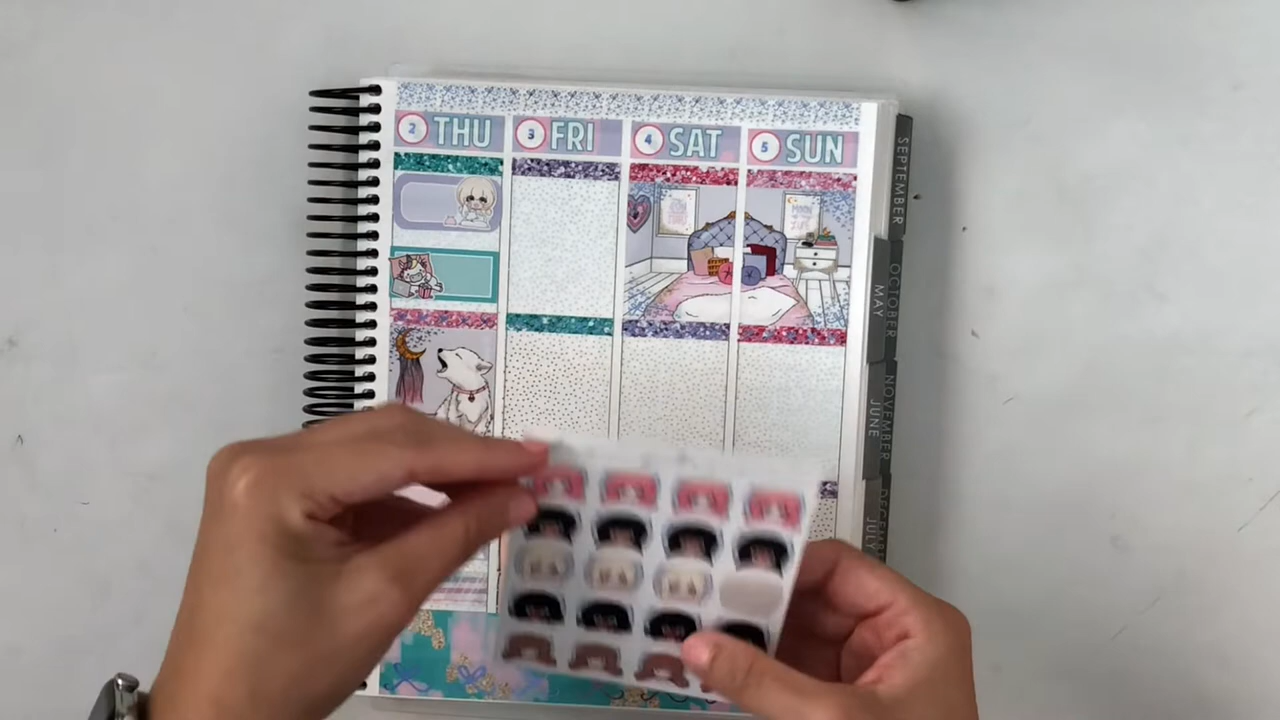 2 THU
3 FRI
4 SAT
5 SUN
SEPTEMBER
OCTOBER
MAY
NOVEMBER
JUNE
JULY